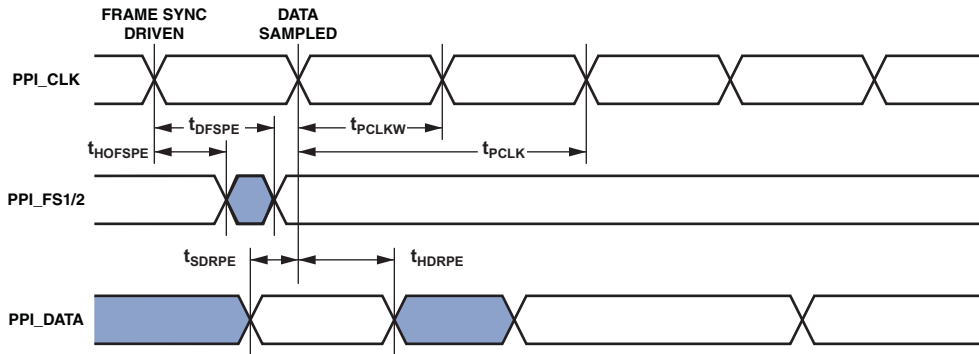 FRAME SYNC
DRIVEN
DATA
SAMPLED
PPI_CLK
tDFSPE
tPCLKW
tHOFSPE
tPCLK
PPI_FS1/2
tSDRPE
tHDRPE
PPI_DATA